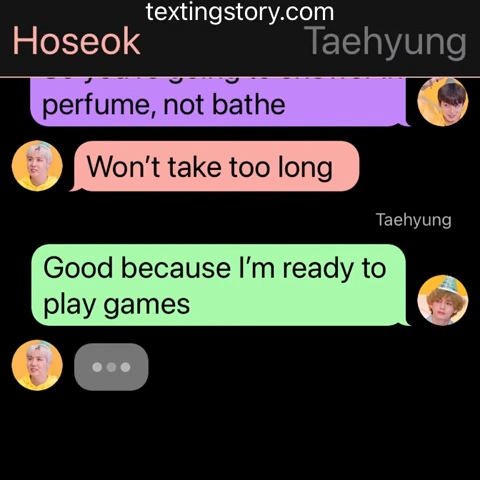 textingstory.com
Hoseok Taehyung
perfume, not bathe
Won't take too long
Taehyung
Good because I'm ready to
play games